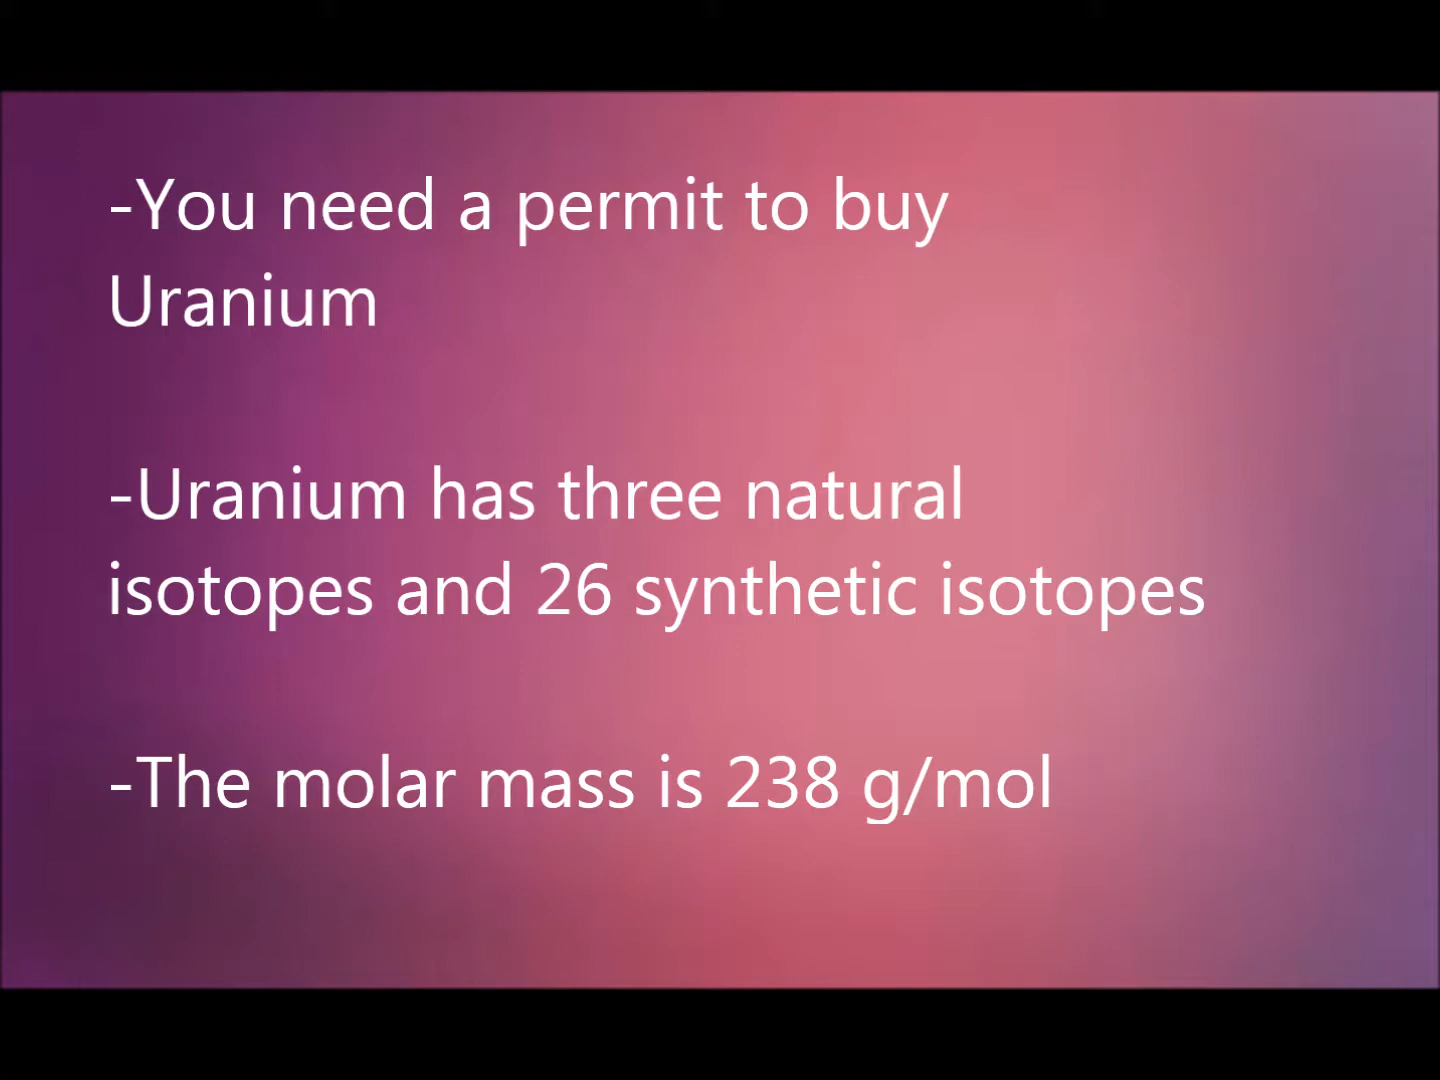 -You need a permit to buy
Uranium
-Uranium has three natural
isotopes and 26 synthetic isotopes
-The molar mass is 238 g/mol